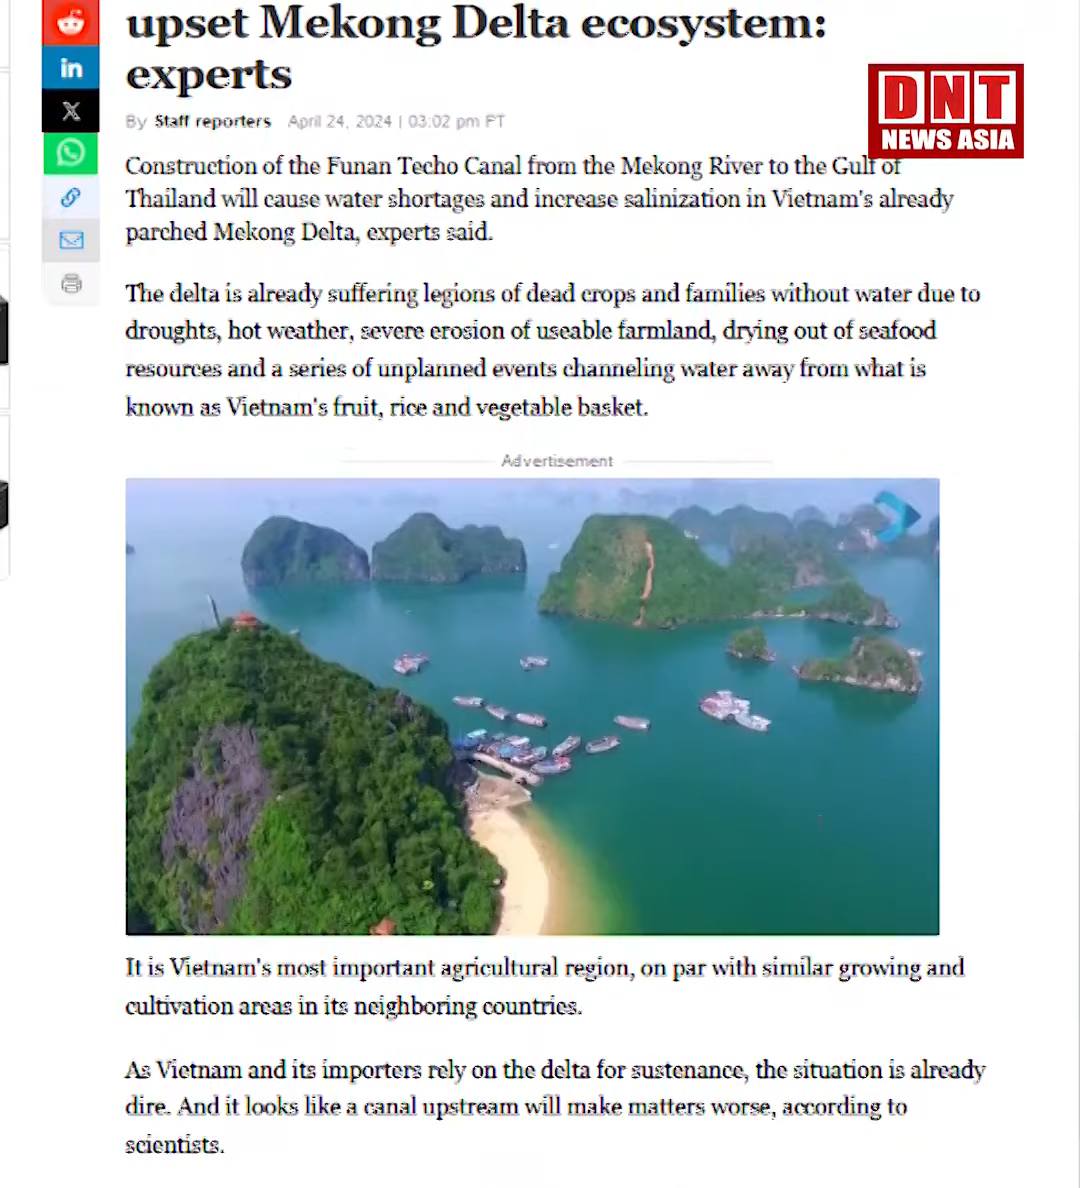 upset Mekong Delta ecosystem:
experts
DNT
NEWS ASIA
in
X
By Staff reporters April 24, 2024 | 03:02 pm PT
Construction of the Funan Techo Canal from the Mekong River to the Gulf of
Thailand will cause water shortages and increase salinization in Vietnam's already
parched Mekong Delta, experts said.
The delta is already suffering legions of dead crops and families without water due to
droughts, hot weather, severe erosion of useable farmland, drying out of seafood
resources and a series of unplanned events channeling water away from what is
known as Vietnam's fruit, rice and vegetable basket.
Advertisement
It is Vietnam's most important agricultural region, on par with similar growing and
cultivation areas in its neighboring countries.
As Vietnam and its importers rely on the delta for sustenance, the situation is already
dire. And it looks like a canal upstream will make matters worse, according to
scientists.